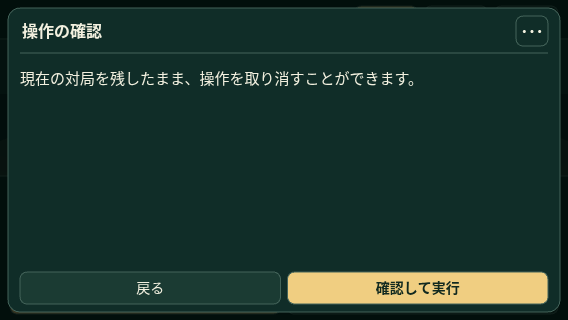 操作の確認
現在の対局を残したまま、操作を取り消すことができます。
戻る
確認して実行